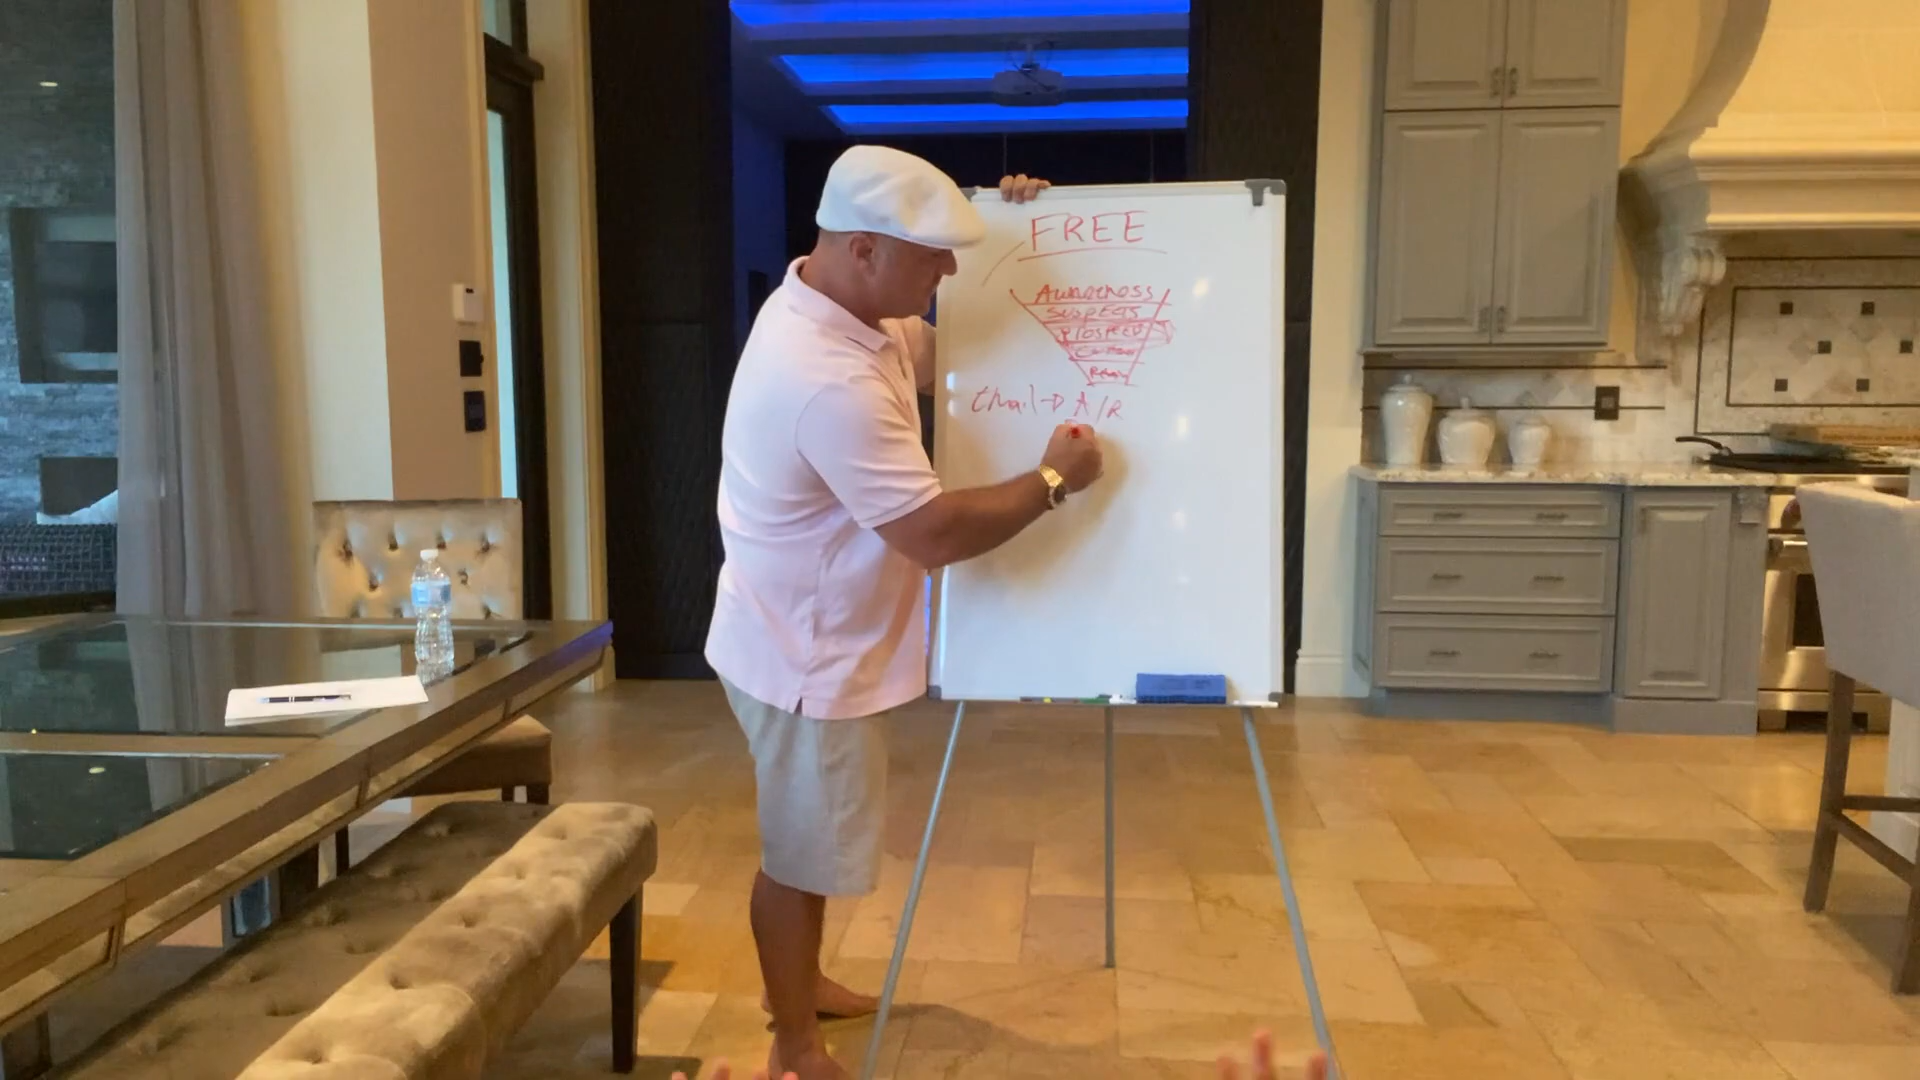 FREE
Awareness
Suspects
Prospects
Email → A/R